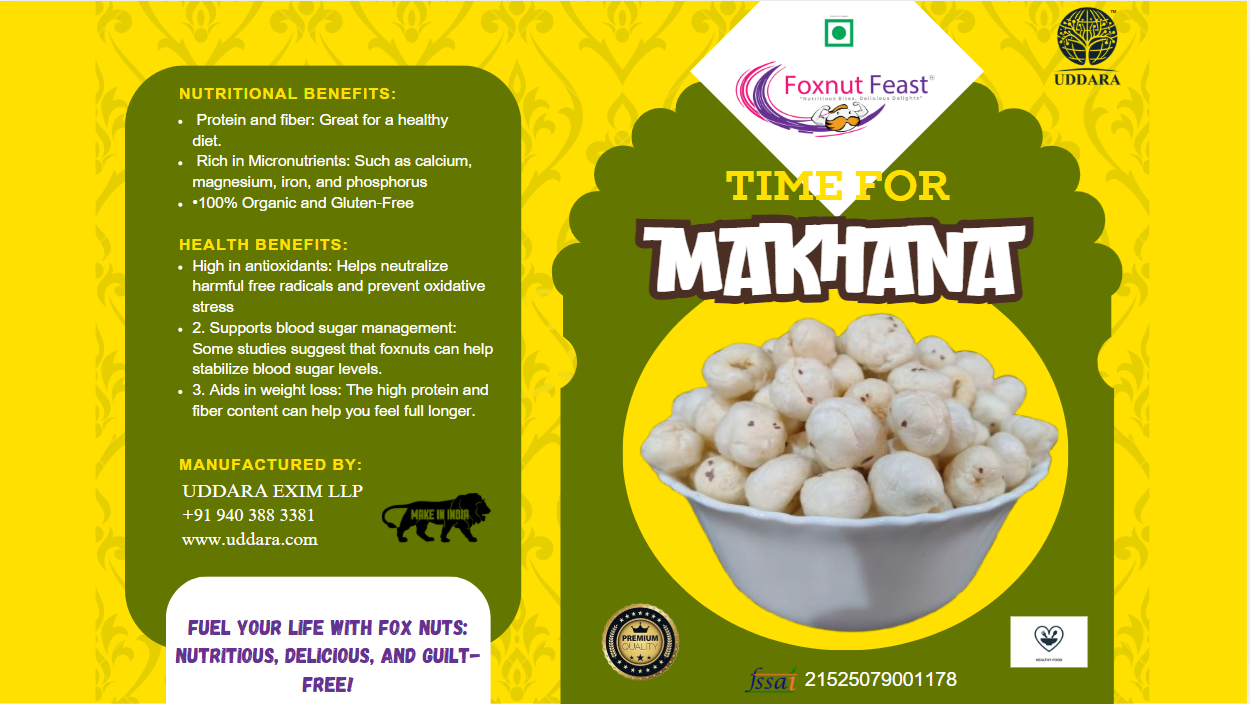 NUTRITIONAL BENEFITS:
• Protein and fiber: Great for a healthy
diet.
• Rich in Micronutrients: Such as calcium,
magnesium, iron, and phosphorus
• •100% Organic and Gluten-Free
HEALTH BENEFITS:
• High in antioxidants: Helps neutralize
harmful free radicals and prevent oxidative
stress
• 2. Supports blood sugar management:
Some studies suggest that foxnuts can help
stabilize blood sugar levels.
• 3. Aids in weight loss: The high protein and
fiber content can help you feel full longer.
MANUFACTURED BY:
UDDARA EXIM LLP
+91 940 388 3381
www.uddara.com
MAKE IN INDIA
FUEL YOUR LIFE WITH FOX NUTS:
NUTRITIOUS, DELICIOUS, AND GUILT-
FREE!
Foxnut Feast®
"Nutritious Bites, Delicious Delights"
TM
UDDARA
TIME FOR
MAKHANA
PREMIUM
QUALITY
HEALTHY FOOD
fssai 21525079001178